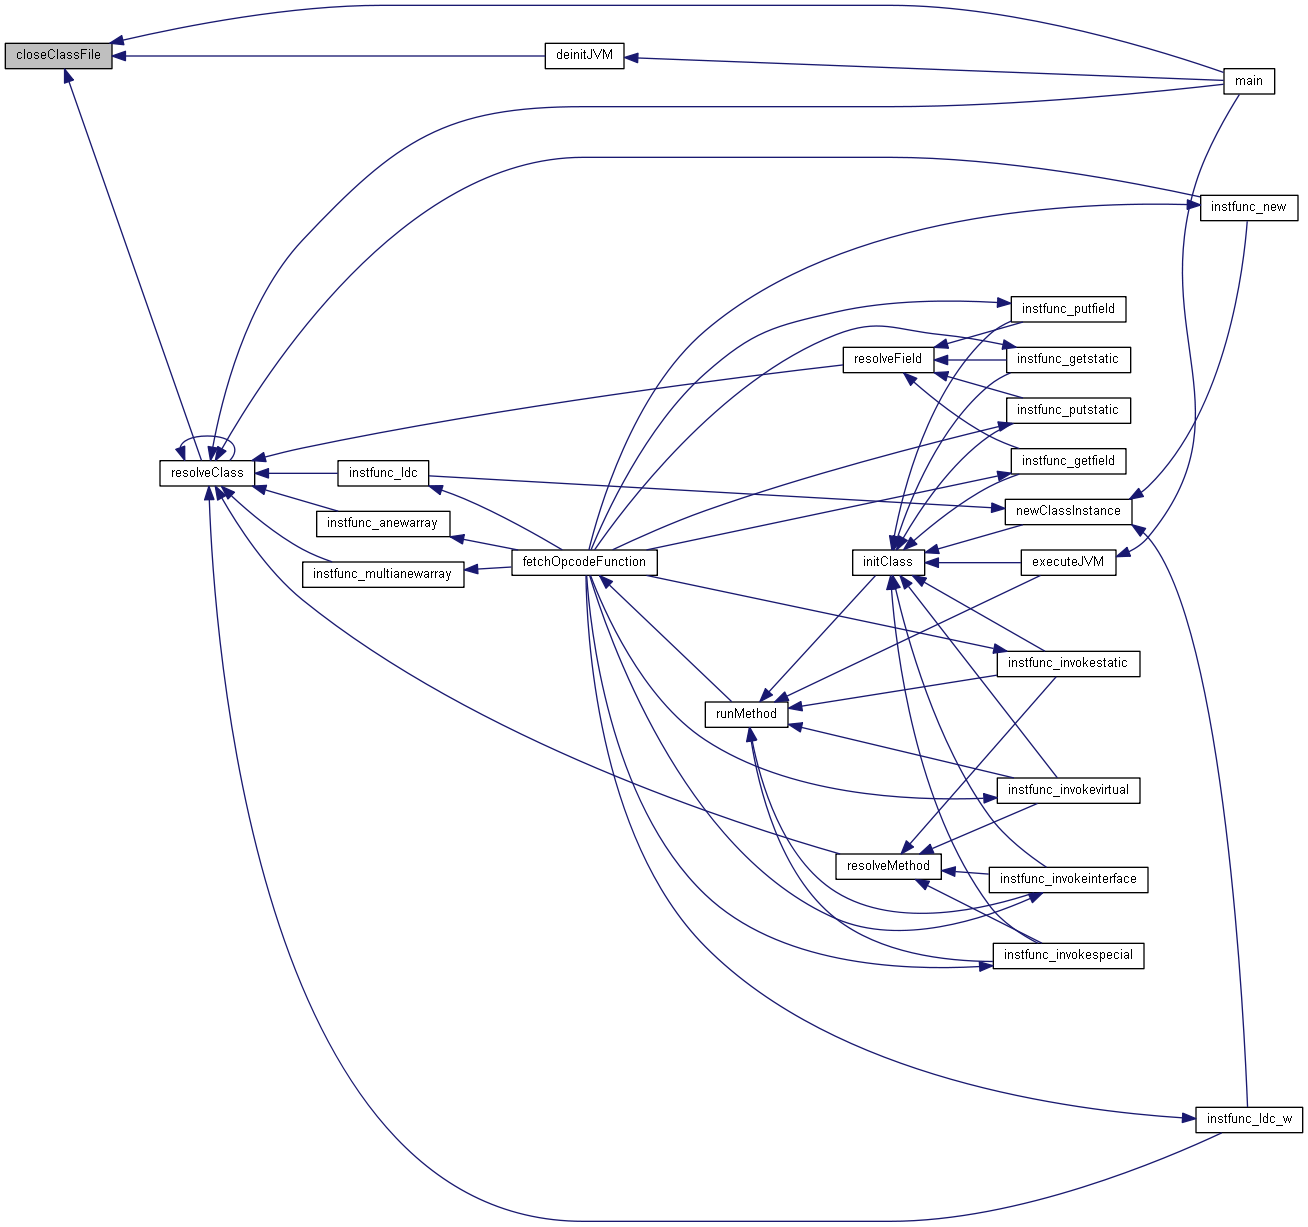 closeClassFile
deinitJVM
main
instfunc_new
instfunc_putfield
resolveField
instfunc_getstatic
instfunc_putstatic
instfunc_getfield
resolveClass
instfunc_ldc
newClassInstance
instfunc_anewarray
fetchOpcodeFunction
initClass
executeJVM
instfunc_multianewarray
instfunc_invokestatic
runMethod
instfunc_invokevirtual
resolveMethod
instfunc_invokeinterface
instfunc_invokespecial
instfunc_ldc_w